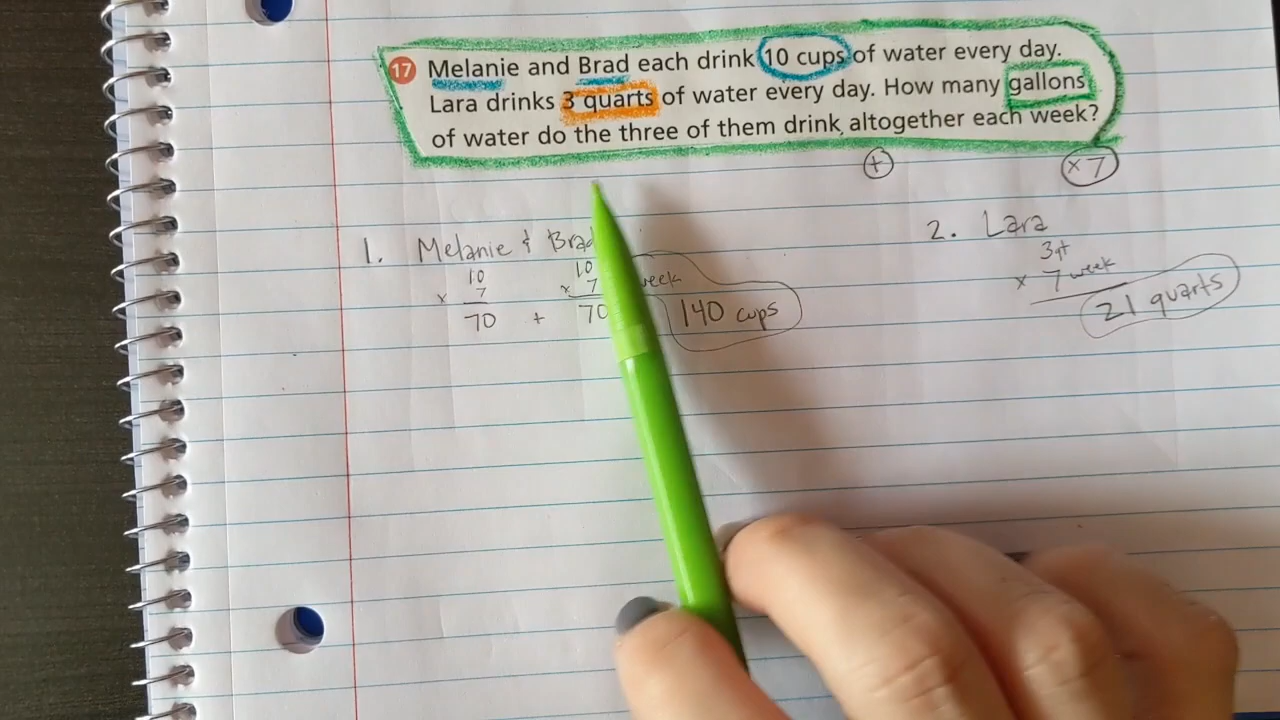 17 Melanie and Brad each drink 10 cups of water every day.
Lara drinks 3 quarts of water every day. How many gallons
of water do the three of them drink altogether each week?
+ x 7
1. Melanie & Brad
10 10 week
x 7 x 7
70 + 70 140 cups
2. Lara
3qt
x 7 week
21 quarts